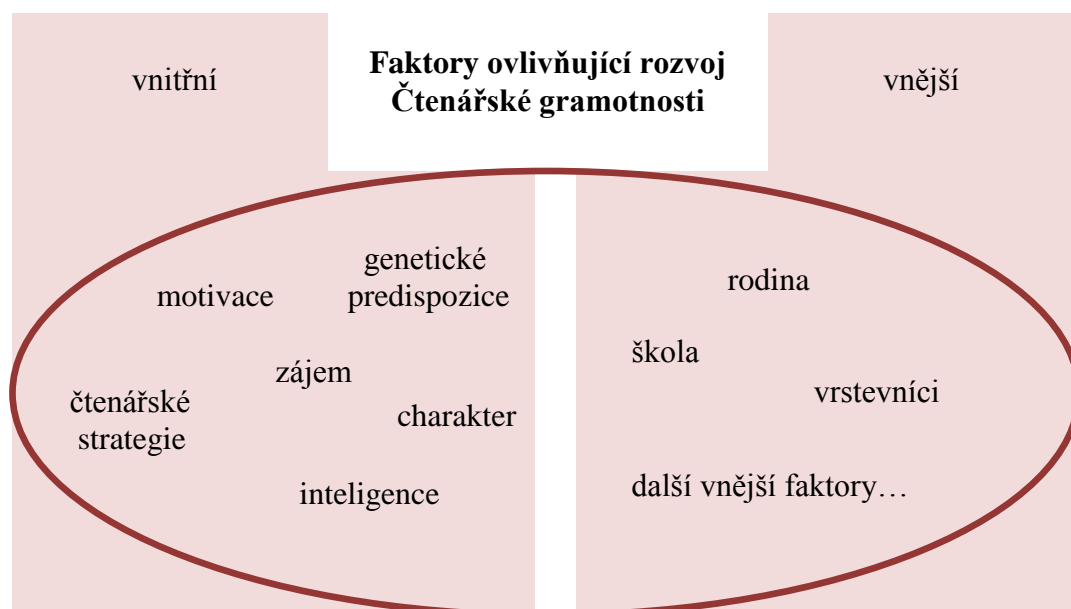 Faktory ovlivňující rozvoj
Čtenářské gramotnosti
vnitřní
vnější
genetické
predispozice
motivace
zájem
čtenářské
strategie
charakter
inteligence
rodina
škola
vrstevníci
další vnější faktory…